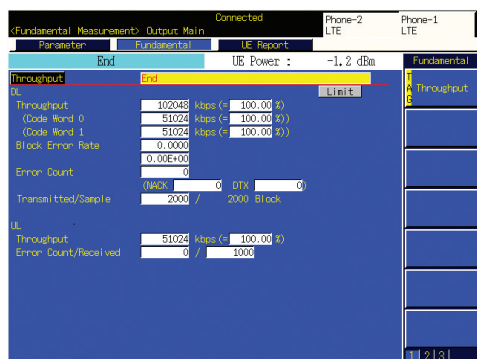 Connected
Phone-2 Phone-1
<Fundamental Measurement> Output Main LTE LTE
Parameter Fundamental UE Report
End UE Power : -1.2 dBm Fundamental
Throughput End
TAG Throughput
DL Limit
Throughput 102048 kbps (= 100.00 %)
(Code Word 0 51024 kbps (= 100.00 %))
(Code Word 1 51024 kbps (= 100.00 %))
Block Error Rate 0.0000
0.00E+00
Error Count 0
(NACK 0 DTX 0)
Transmitted/Sample 2000 / 2000 Block
UL
Throughput 51024 kbps (= 100.00 %)
Error Count/Received 0 / 1000
1 2 3